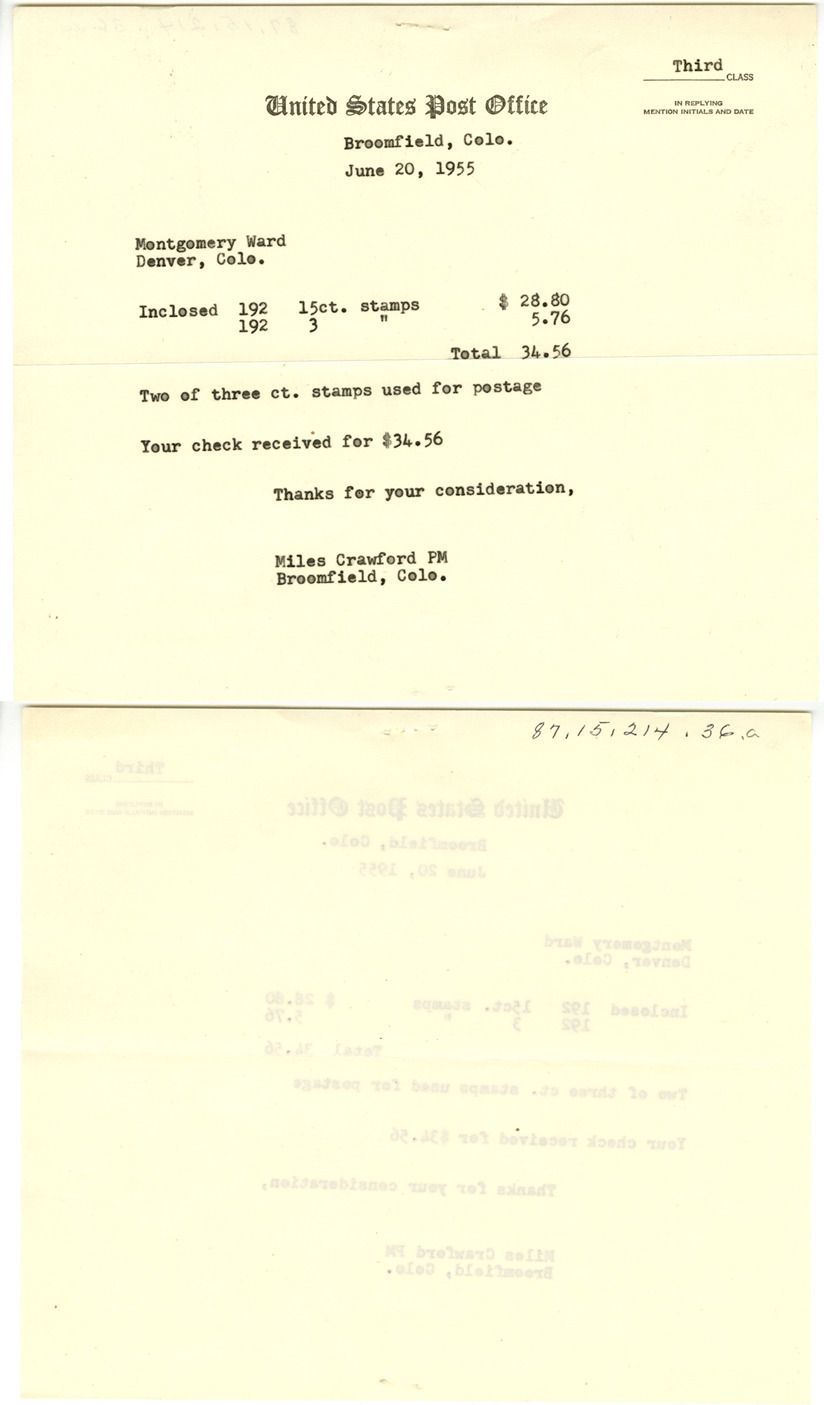 Third
CLASS
IN REPLYING
MENTION INITIALS AND DATE
United States Post Office
Broomfield, Colo.
June 20, 1955
Montgomery Ward
Denver, Colo.
Inclosed 192 15ct. stamps $ 28.80
192 3 " 5.76
Total 34.56
Two of three ct. stamps used for postage
Your check received for $34.56
Thanks for your consideration,
Miles Crawford PM
Broomfield, Colo.
87.15.214.36.a